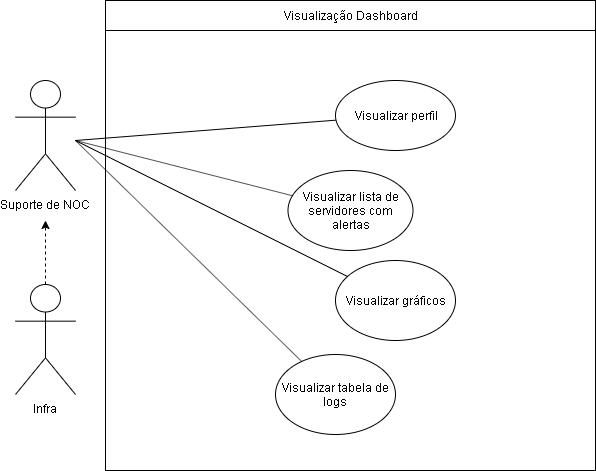 Visualização Dashboard
Visualizar perfil
Suporte de NOC
Visualizar lista de
servidores com
alertas
Visualizar gráficos
Visualizar tabela de
logs
Infra